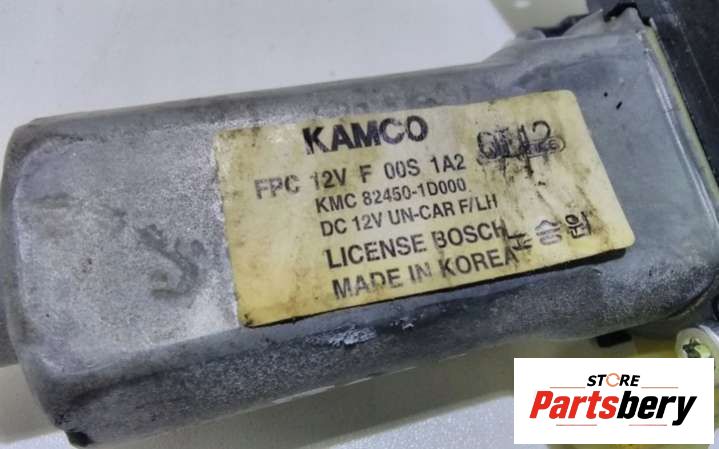 KAMCO
FPC 12V F 00S 1A2
KMC 82450-1D000
DC 12V UN-CAR F/LH
LICENSE BOSCH
MADE IN KOREA
STORE
Partsbery